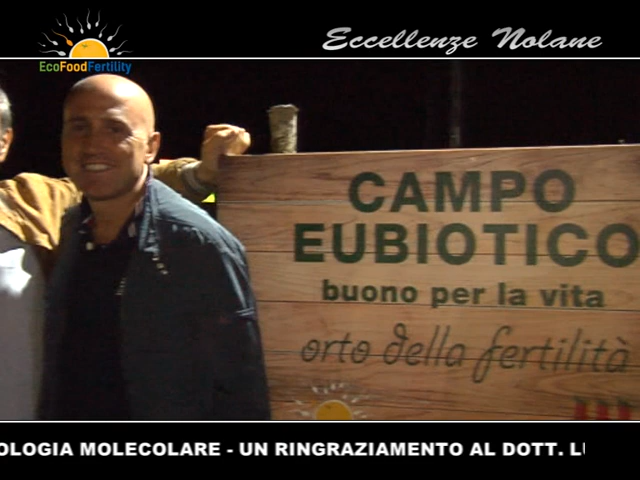 Eccellenze Nolane
EcoFoodFertility
CAMPO
EUBIOTICO
buono per la vita
orto della fertilità
OLOGIA MOLECOLARE - UN RINGRAZIAMENTO AL DOTT.